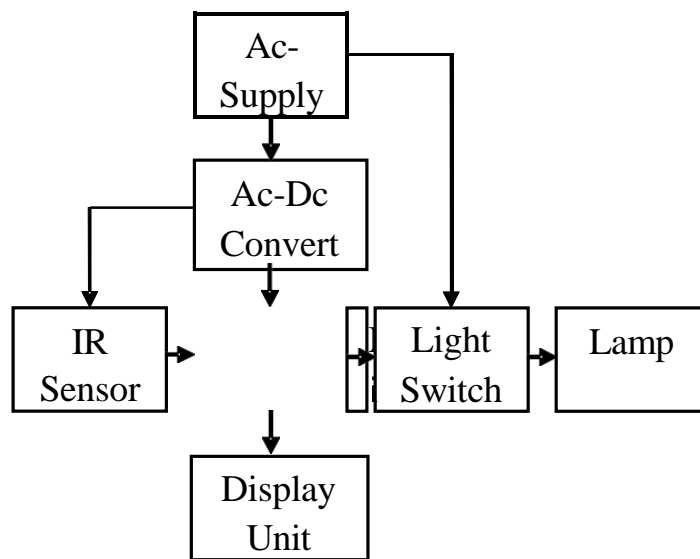 Ac-
Supply
Ac-Dc
Convert
IR
Sensor
Light
Switch
Lamp
Display
Unit